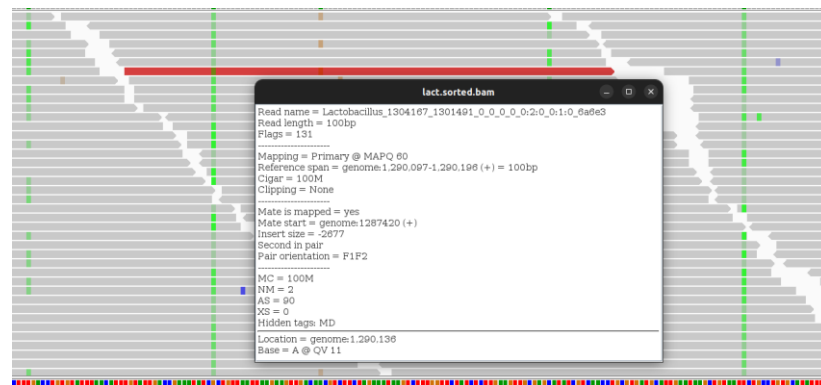 lact.sorted.bam
Read name = Lactobacillus_1304167_1301491_0_0_0_0_0:2:0_0:1:0_6a6e3
Read length = 100bp
Flags = 131
----------------------
Mapping = Primary @ MAPQ 60
Reference span = genome:1,290,097-1,290,196 (+) = 100bp
Cigar = 100M
Clipping = None
----------------------
Mate is mapped = yes
Mate start = genome:1287420 (+)
Insert size = -2677
Second in pair
Pair orientation = F1F2
----------------------
MC = 100M
NM = 2
AS = 90
XS = 0
Hidden tags: MD
Location = genome:1,290,136
Base = A @ QV 11